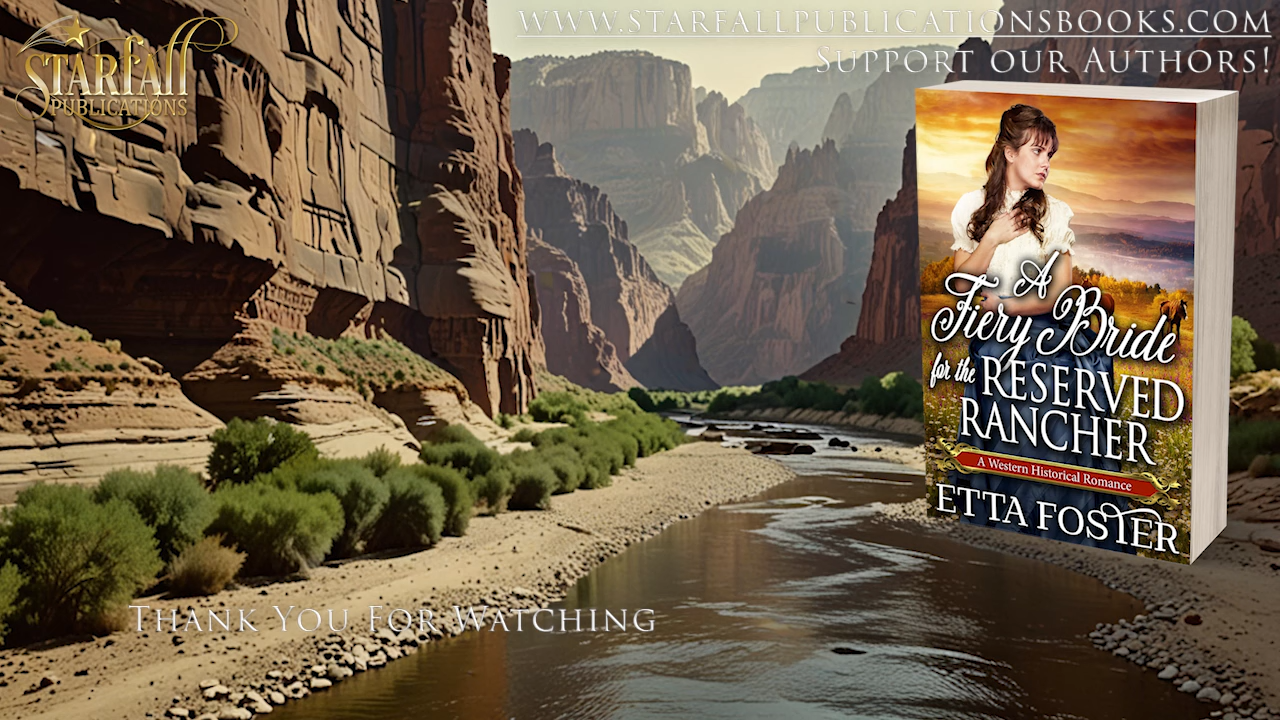 STARFALL
PUBLICATIONS
WWW.STARFALLPUBLICATIONSBOOKS.COM
SUPPORT OUR AUTHORS!
A
Fiery Bride
for the RESERVED
RANCHER
A Western Historical Romance
ETTA FOSTER
THANK YOU FOR WATCHING